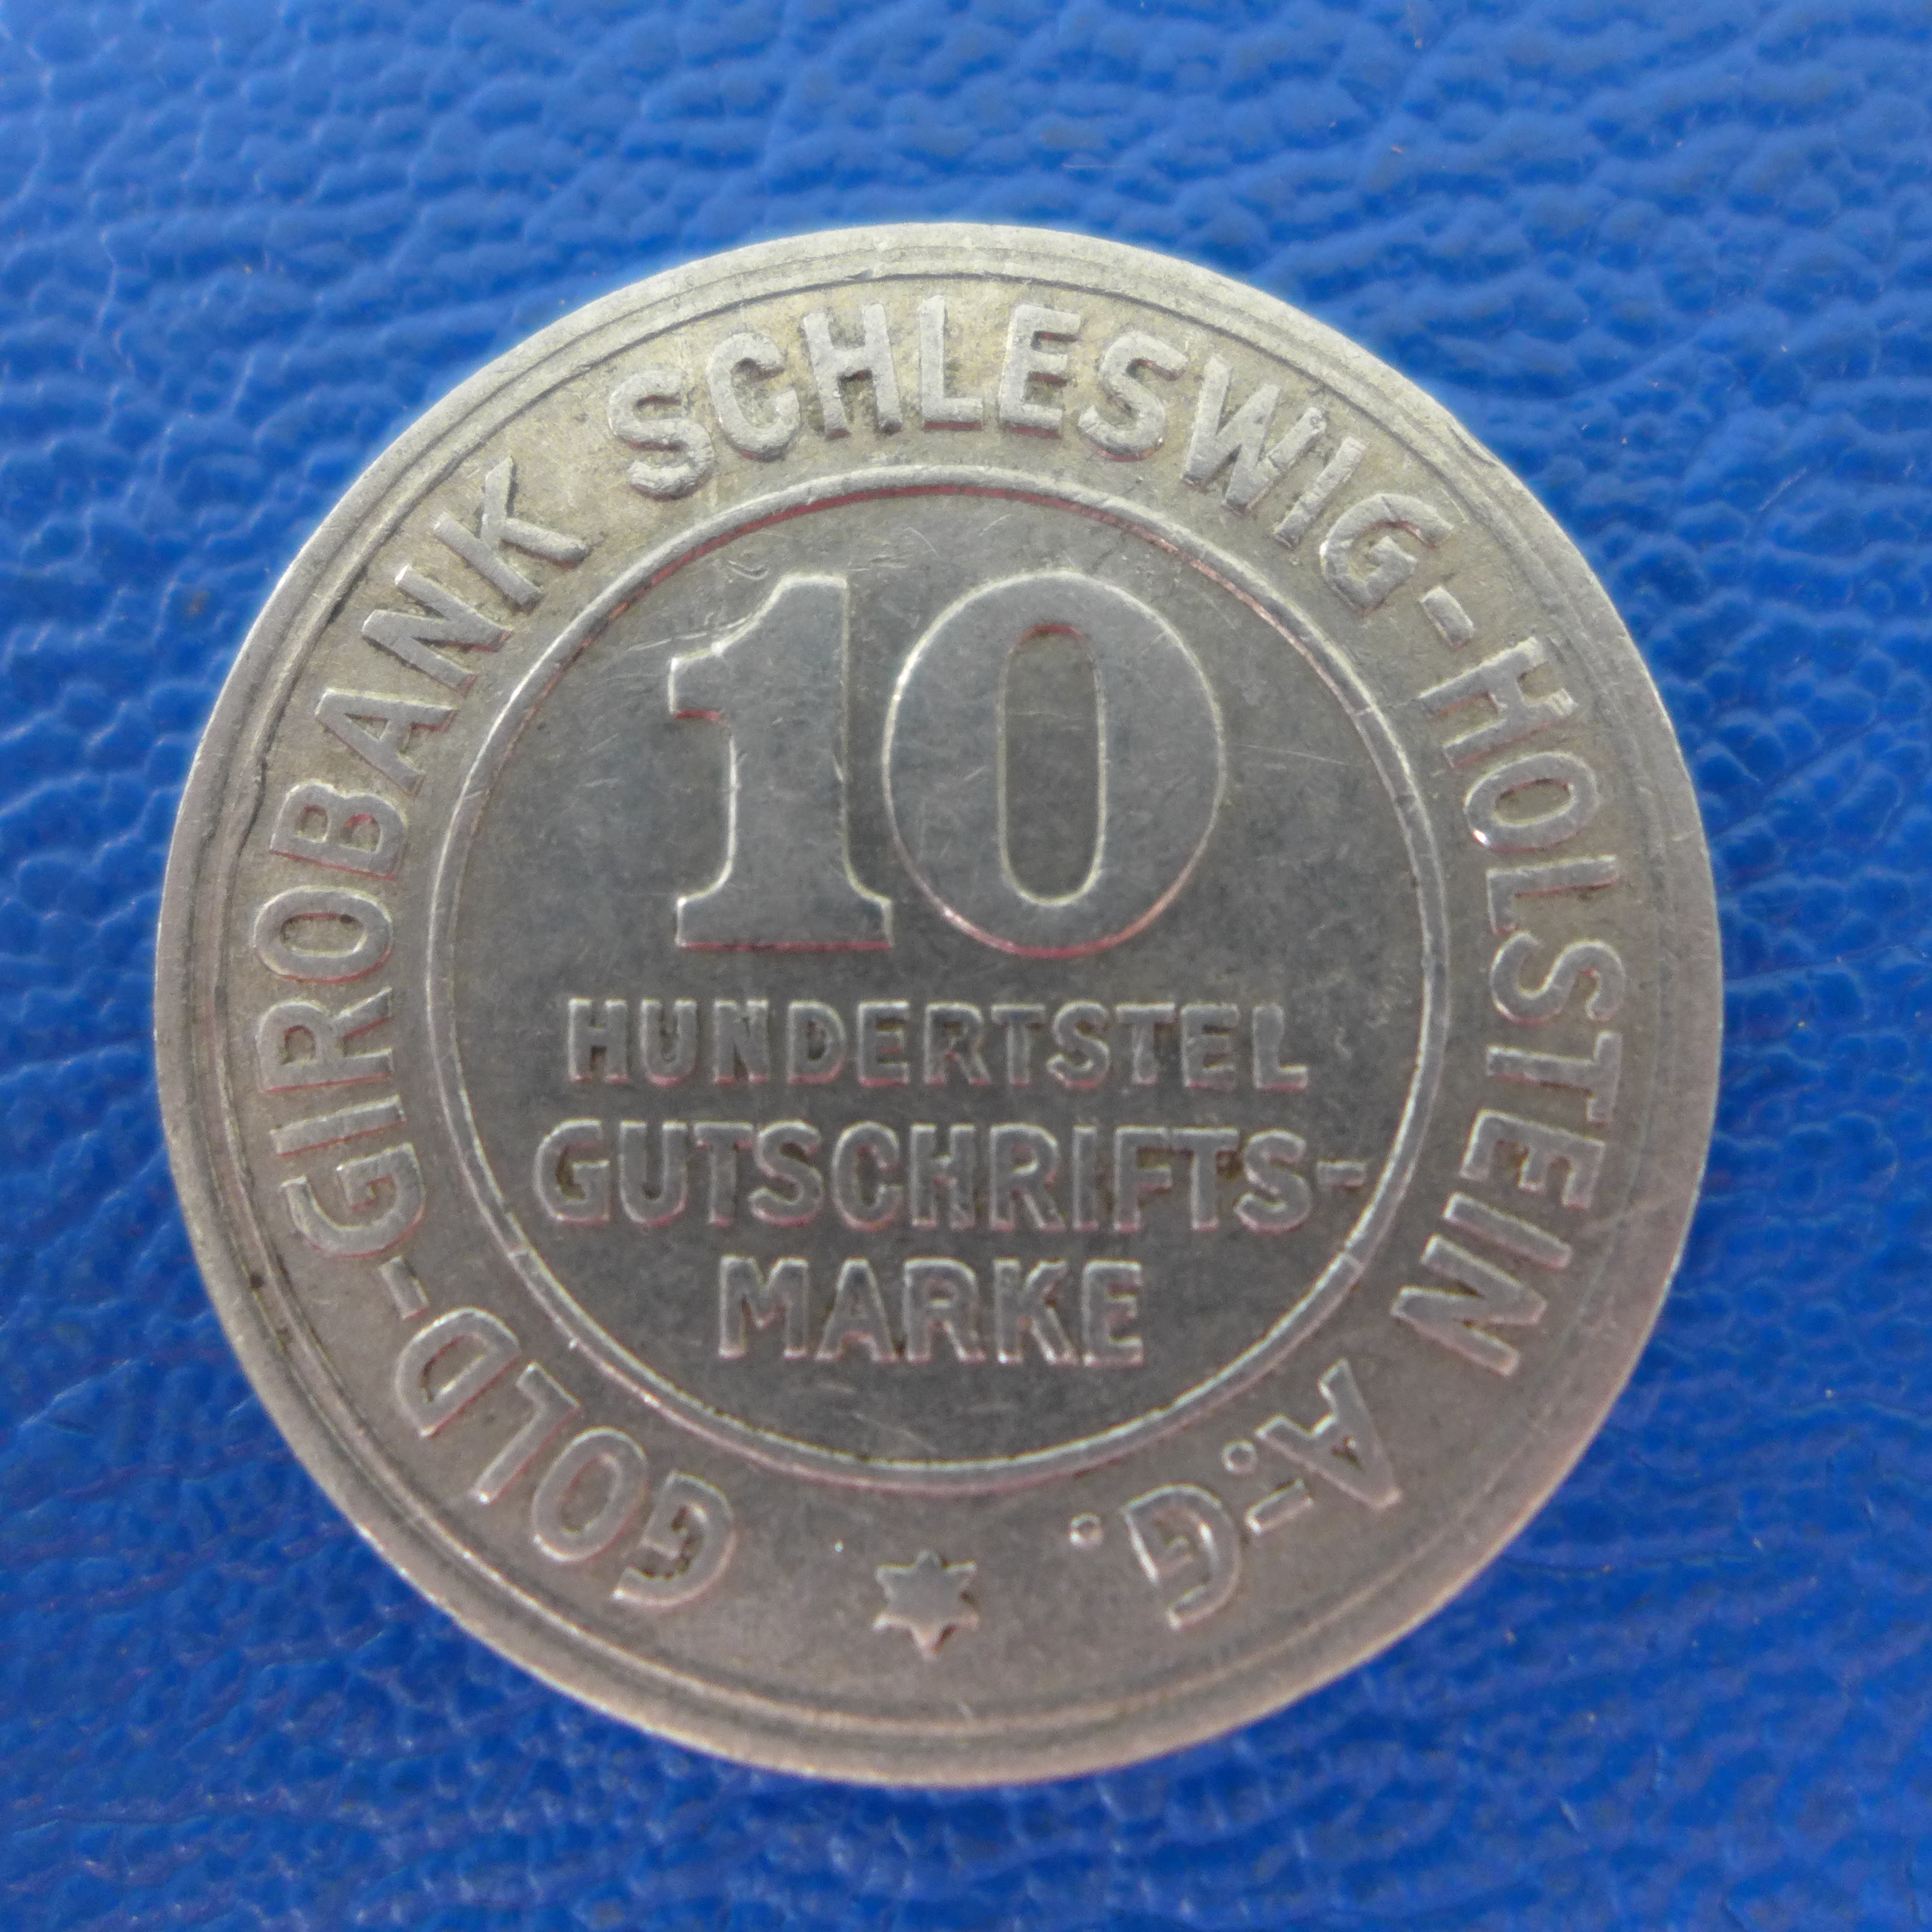 GOLD-GIROBANK SCHLESWIG-HOLSTEIN A.-G.
10
HUNDERTSTEL
GUTSCHRIFTS-
MARKE